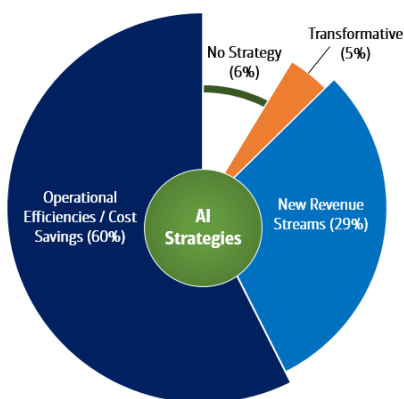 Transformative
(5%)
No Strategy
(6%)
Operational
Efficiencies / Cost
Savings (60%)
AI
Strategies
New Revenue
Streams (29%)